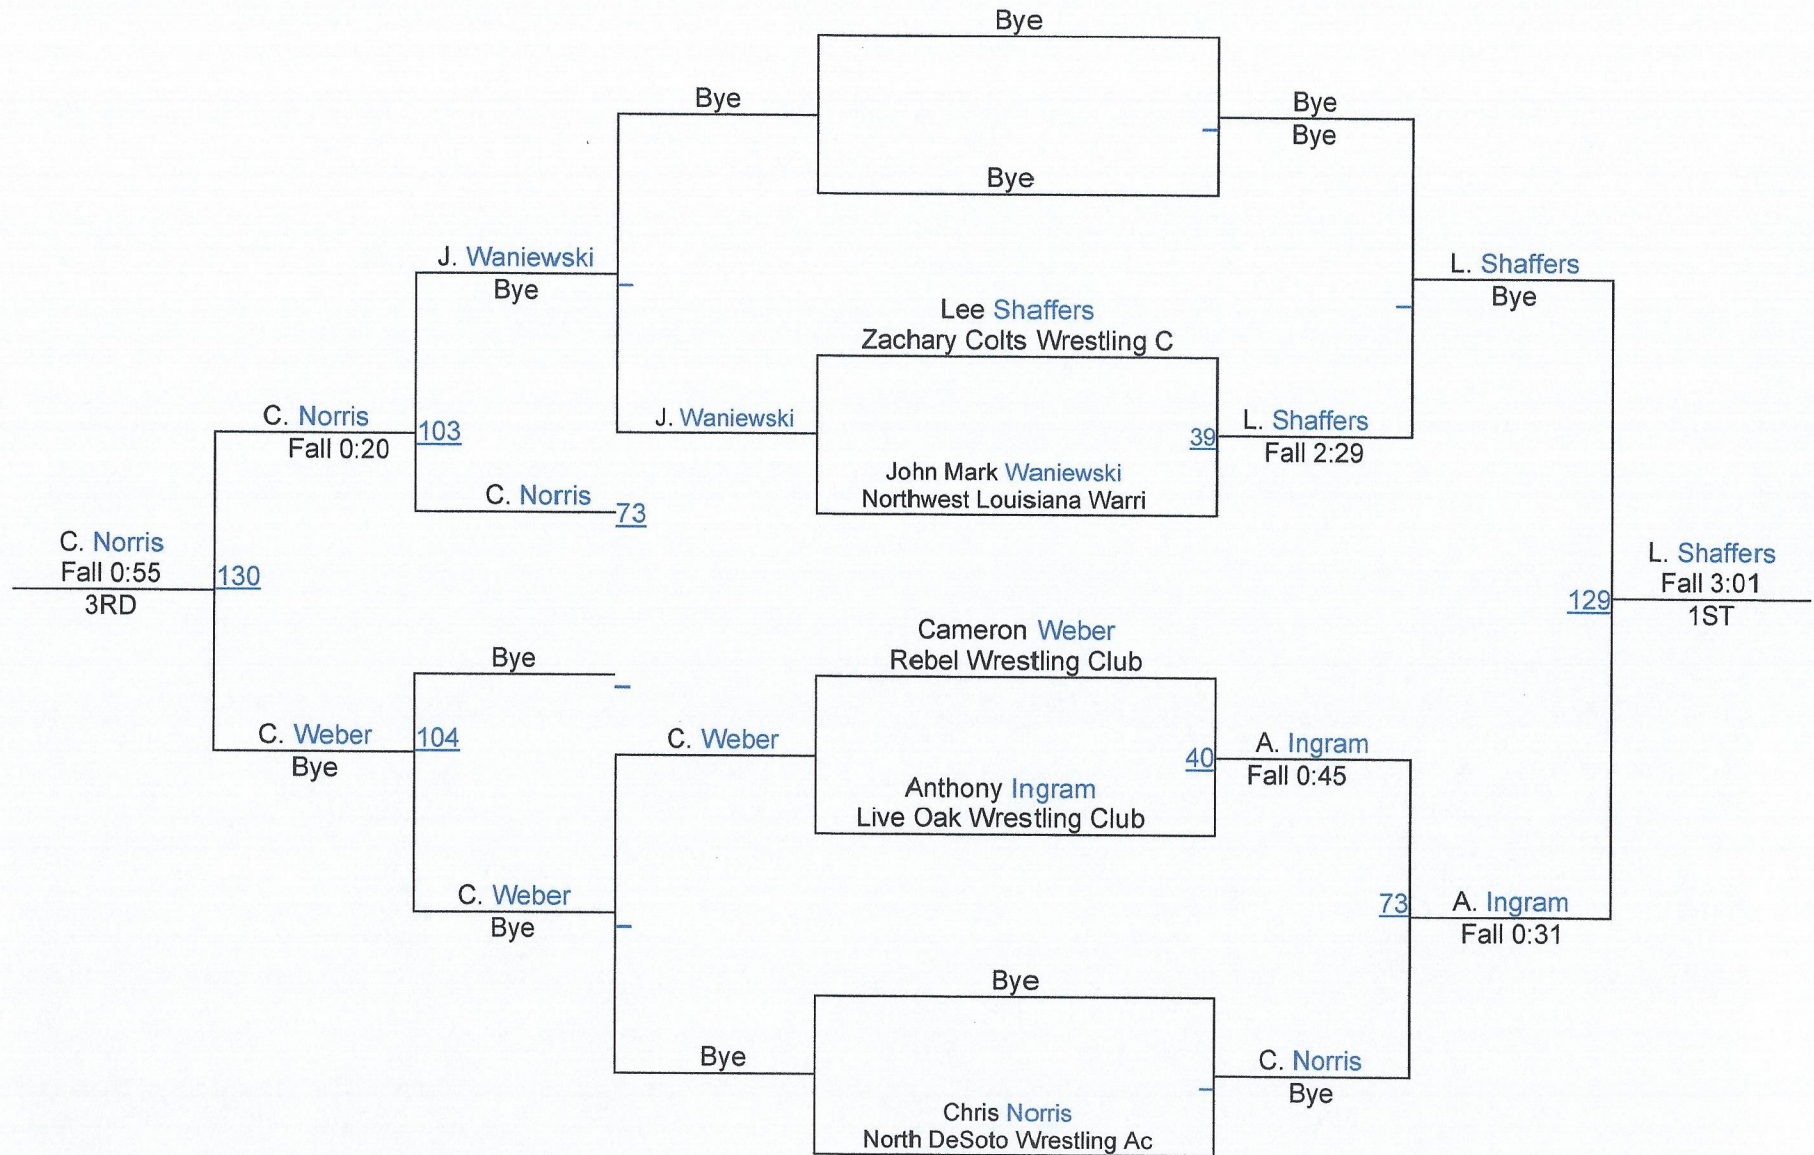 Bye
Bye
Bye
Bye
Bye
Bye
J. Waniewski
Bye
L. Shaffers
Bye
Lee Shaffers
Zachary Colts Wrestling C
C. Norris
Fall 0:20
103
J. Waniewski
39
L. Shaffers
Fall 2:29
John Mark Waniewski
Northwest Louisiana Warri
C. Norris
73
C. Norris
Fall 0:55
3RD
130
L. Shaffers
Fall 3:01
1ST
129
Cameron Weber
Rebel Wrestling Club
Bye
C. Weber
Bye
104
C. Weber
40
A. Ingram
Fall 0:45
Anthony Ingram
Live Oak Wrestling Club
C. Weber
Bye
73
A. Ingram
Fall 0:31
Bye
Bye
C. Norris
Bye
Chris Norris
North DeSoto Wrestling Ac